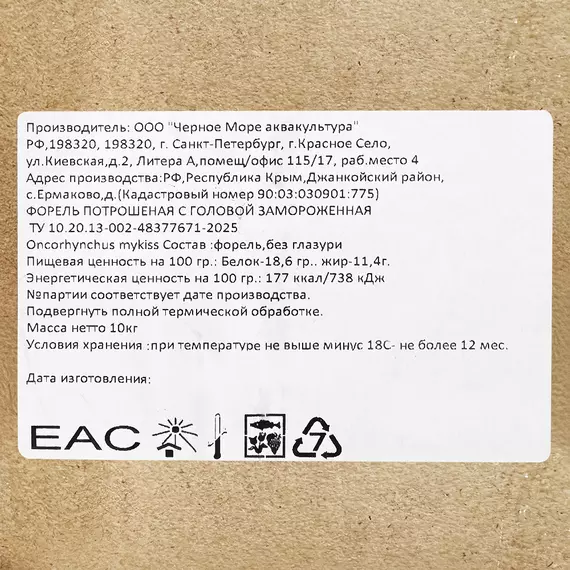 Производитель: ООО "Черное Море аквакультура"
РФ,198320, 198320, г. Санкт-Петербург, г.Красное Село,
ул.Киевская,д.2, Литера А,помещ/офис 115/17, раб.место 4
Адрес производства:РФ,Республика Крым,Джанкойский район,
с.Ермаково,д.(Кадастровый номер 90:03:030901:775)
ФОРЕЛЬ ПОТРОШЕНАЯ С ГОЛОВОЙ ЗАМОРОЖЕННАЯ
ТУ 10.20.13-002-48377671-2025
Oncorhynchus mykiss Состав :форель,без глазури
Пищевая ценность на 100 гр.: Белок-18,6 гр.. жир-11,4г.
Энергетическая ценность на 100 гр.: 177 ккал/738 кДж
№партии соответствует дате производства.
Подвергнуть полной термической обработке.
Масса нетто 10кг
Условия хранения :при температуре не выше минус 18С- не более 12 мес.
Дата изготовления:
EAC 7